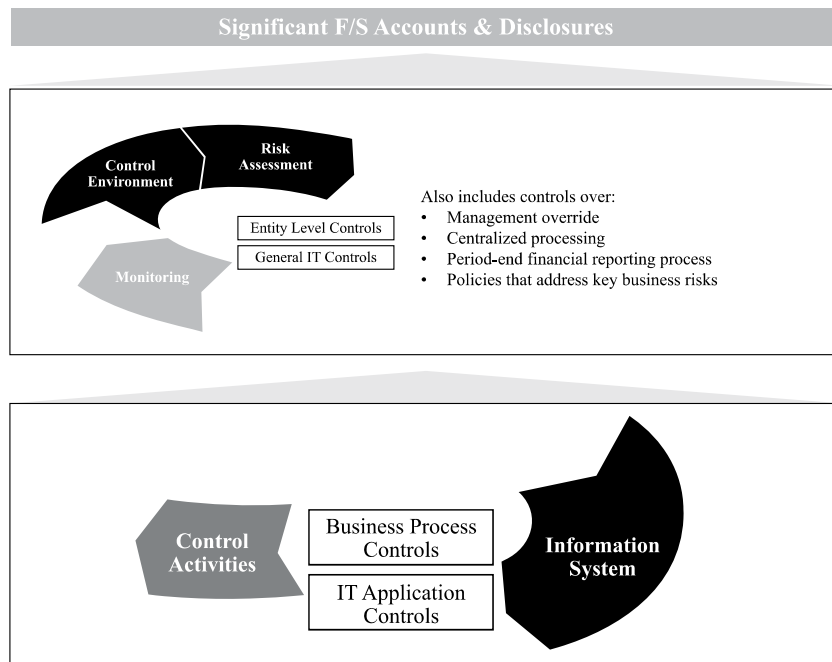 Significant F/S Accounts & Disclosures
Risk
Assessment
Control
Environment
Monitoring
Entity Level Controls
General IT Controls
Also includes controls over:
• Management override
• Centralized processing
• Period-end financial reporting process
• Policies that address key business risks
Control
Activities
Business Process
Controls
IT Application
Controls
Information
System